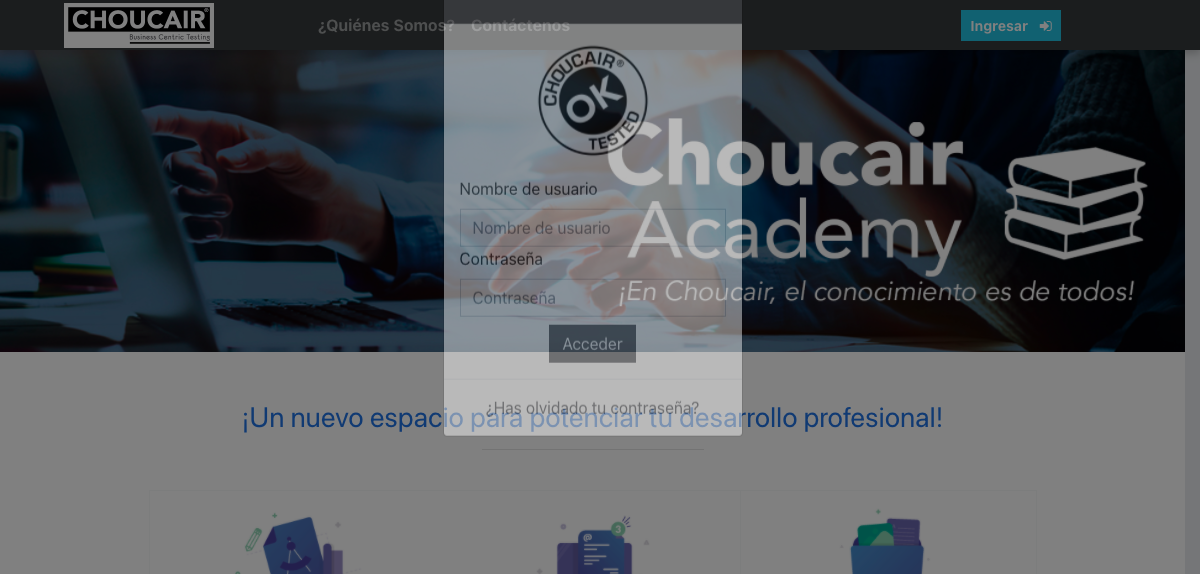 CHOUCAIR®
Business Centric Testing
¿Quiénes Somos?
Contáctenos
Ingresar
CHOUCAIR®
OK
TESTED
Choucair
Academy
¡En Choucair, el conocimiento es de todos!
Nombre de usuario
Nombre de usuario
Contraseña
Contraseña
Acceder
¿Has olvidado tu contraseña?
¡Un nuevo espacio para potenciar tu desarrollo profesional!